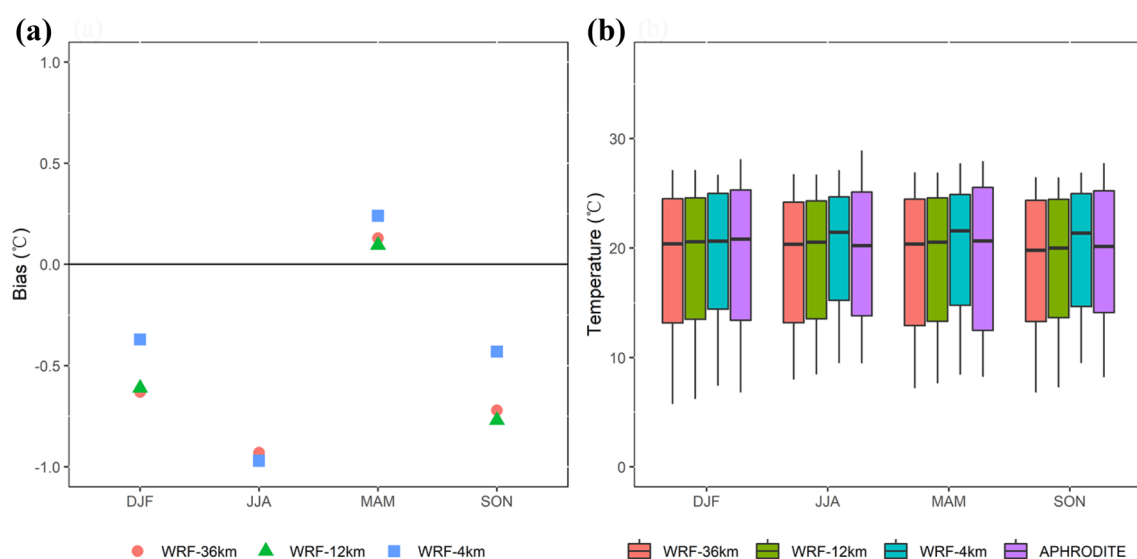 (a) (a)
1.0
0.5
0.0
-0.5
-1.0
Bias (℃)
DJF JJA MAM SON
WRF-36km WRF-12km WRF-4km
(b) (b)
30
20
10
0
Temperature (℃)
DJF JJA MAM SON
WRF-36km WRF-12km WRF-4km APHRODITE